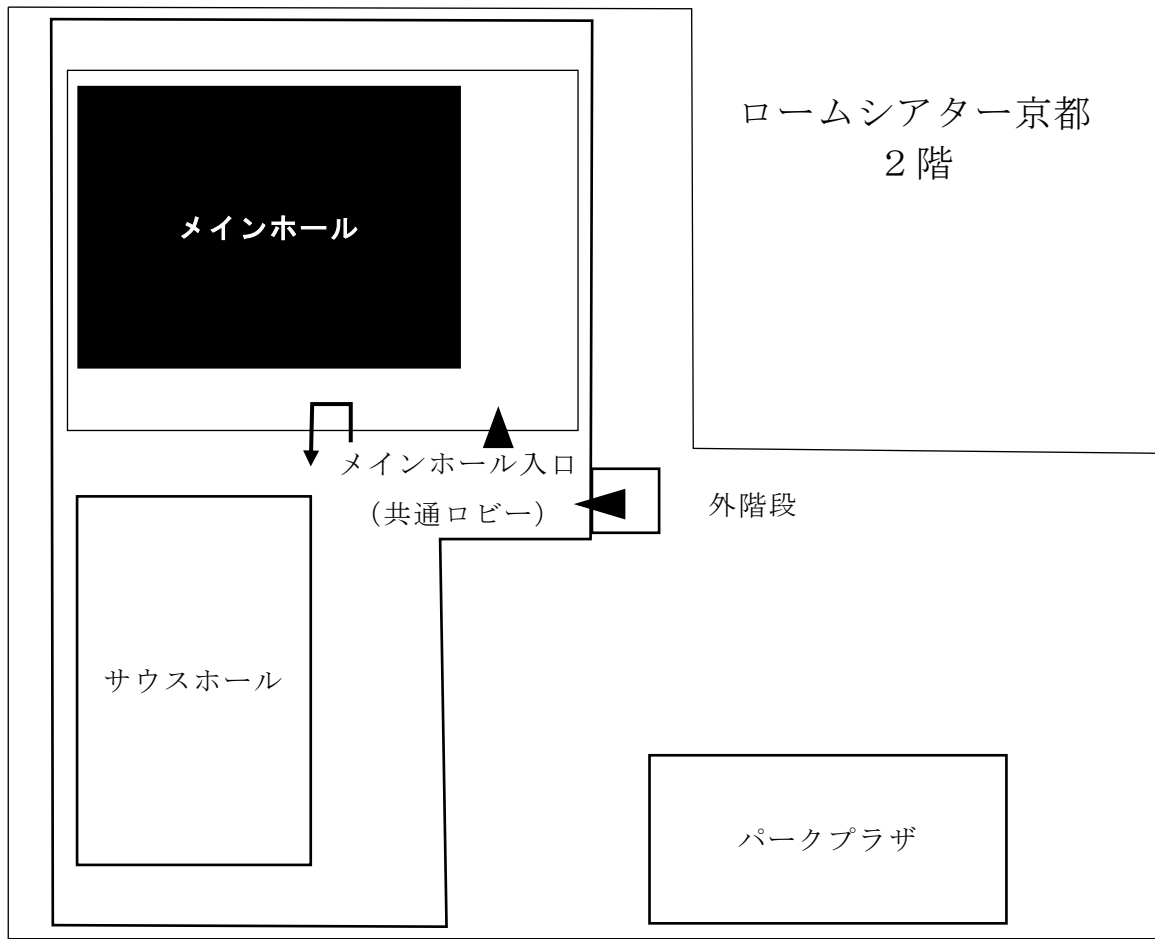 ロームシアター京都
２階
メインホール
メインホール入口
（共通ロビー）
外階段
サウスホール
パークプラザ